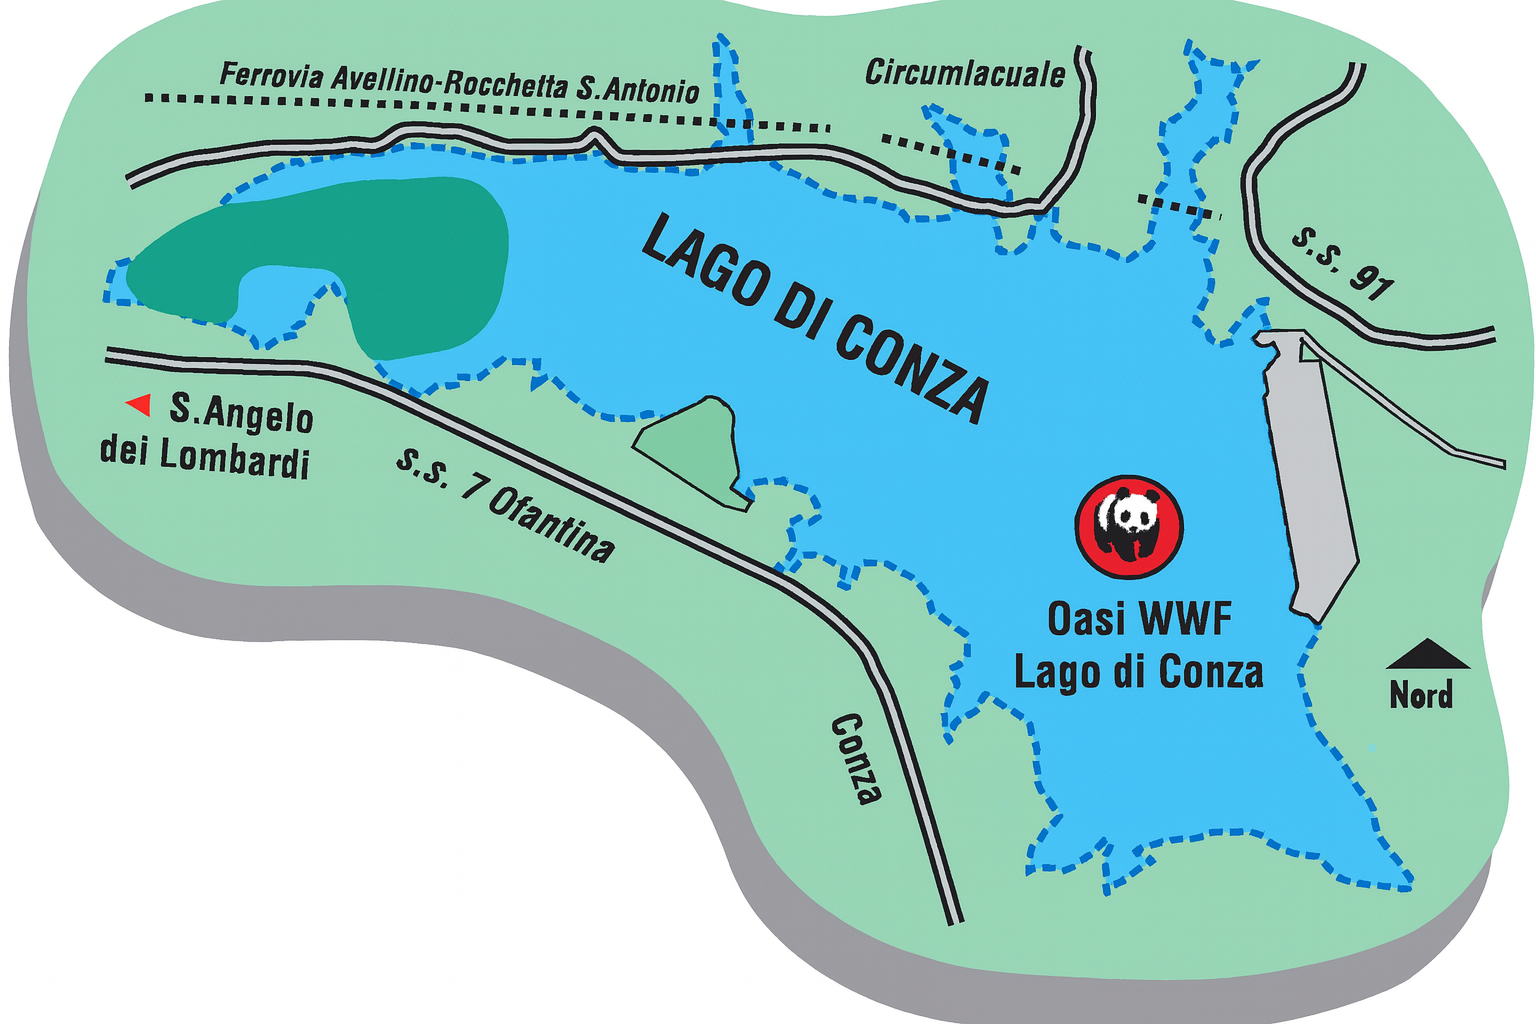 Ferrovia Avellino-Rocchetta S.Antonio
Circumlacuale
s.s. 91
LAGO DI CONZA
S.Angelo
dei Lombardi
s.s. 7 Ofantina
Oasi WWF
Lago di Conza
Nord
Conza